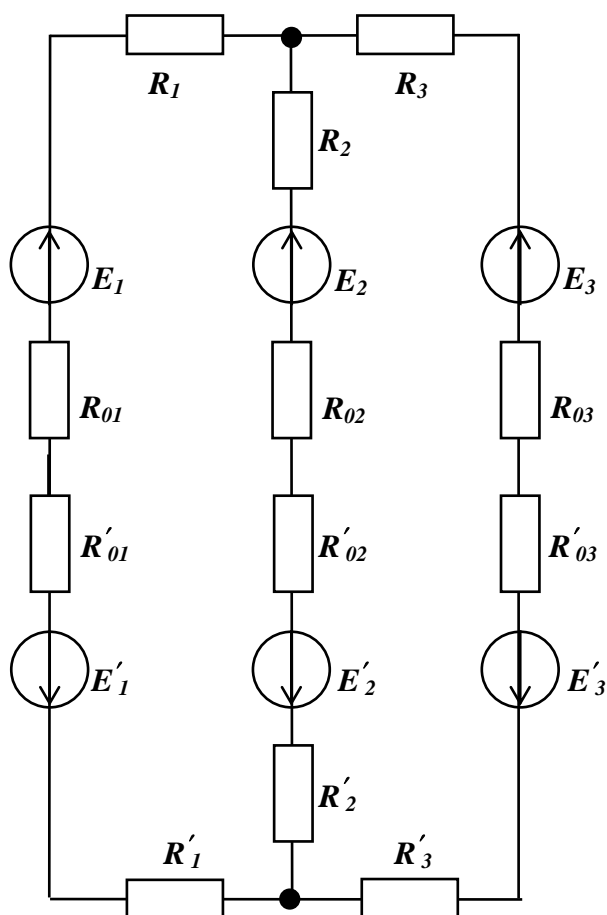 R₁ R₃
R₂
E₁ E₂ E₃
R₀₁ R₀₂ R₀₃
R′₀₁ R′₀₂ R′₀₃
E′₁ E′₂ E′₃
R′₂
R′₁ R′₃